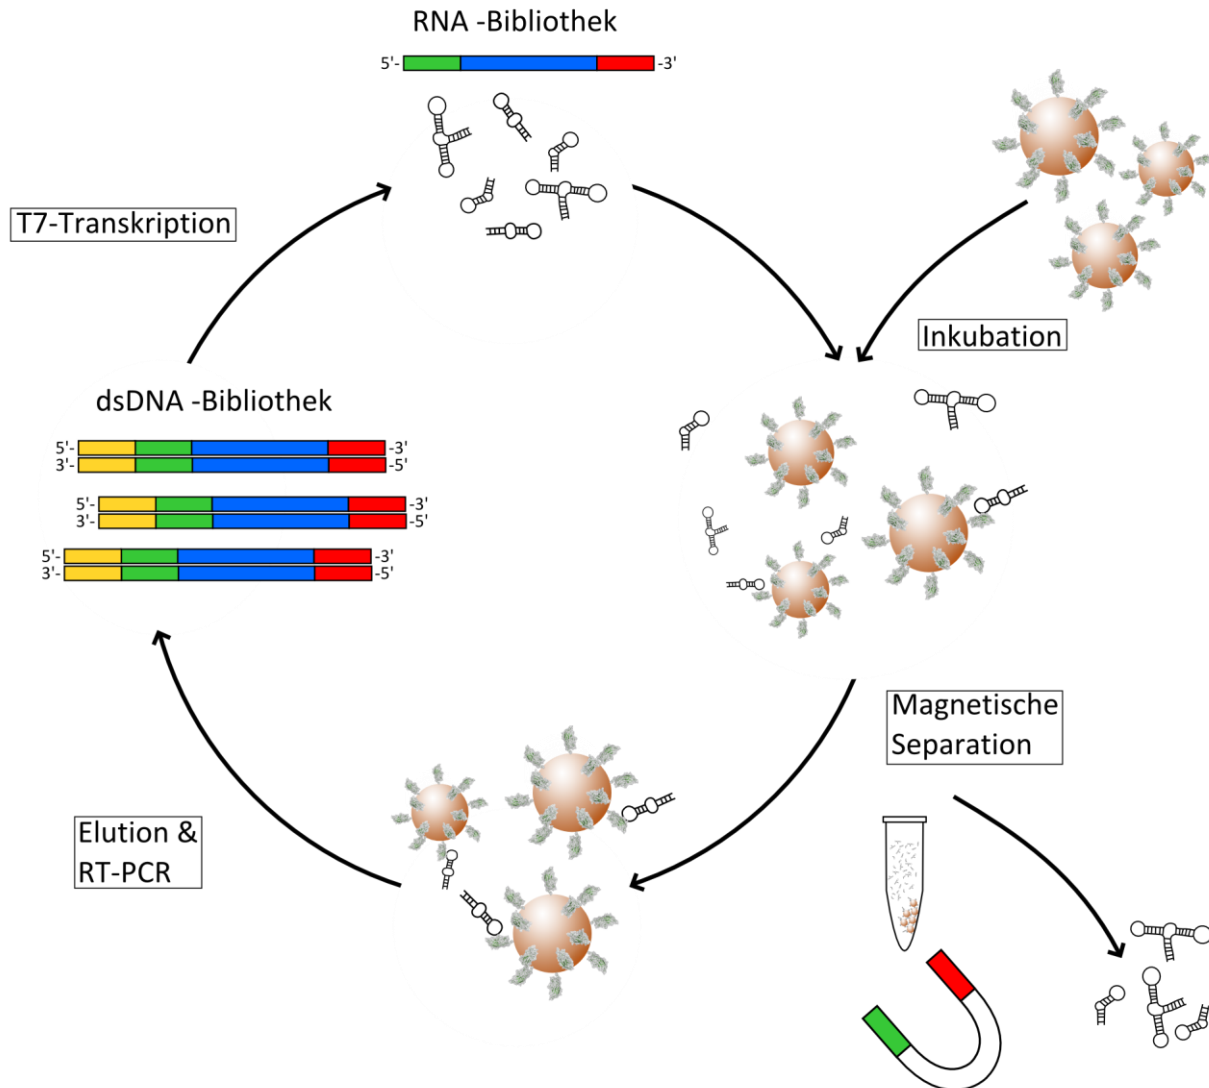 RNA -Bibliothek
5'- -3'
T7-Transkription
Inkubation
dsDNA -Bibliothek
5'- -3'
3'- -5'
5'- -3'
3'- -5'
5'- -3'
3'- -5'
Magnetische
Separation
Elution &
RT-PCR